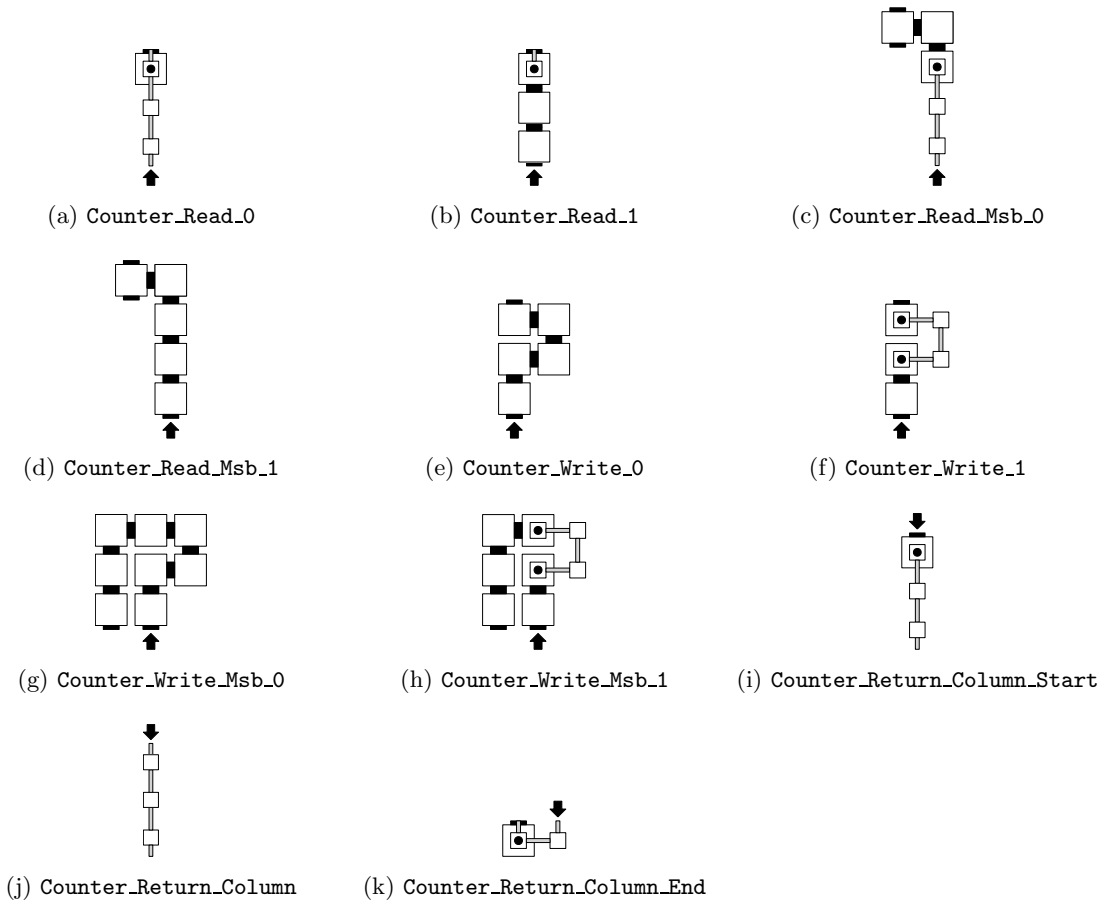 (a) Counter_Read_0
(b) Counter_Read_1
(c) Counter_Read_Msb_0
(d) Counter_Read_Msb_1
(e) Counter_Write_0
(f) Counter_Write_1
(g) Counter_Write_Msb_0
(h) Counter_Write_Msb_1
(i) Counter_Return_Column_Start
(j) Counter_Return_Column
(k) Counter_Return_Column_End